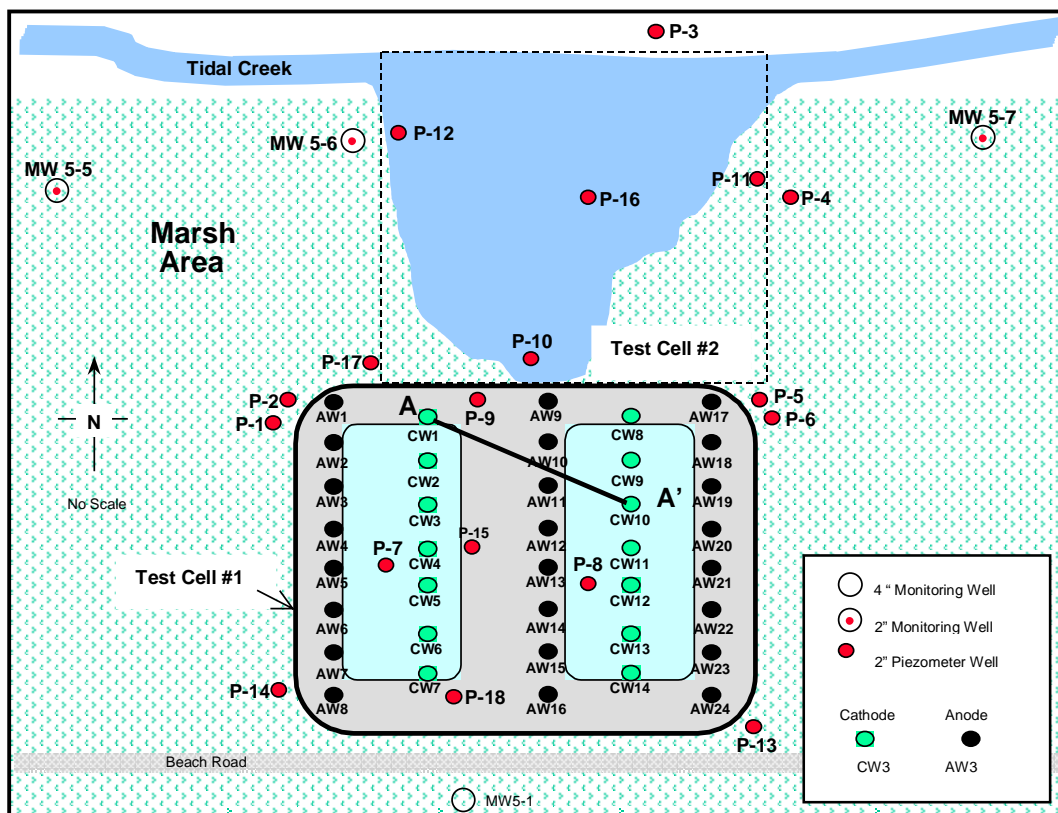 P-3
Tidal Creek
MW 5-6
P-12
MW 5-7
MW 5-5
P-11
P-16
P-4
Marsh
Area
P-10
Test Cell #2
P-17
P-2
P-1
P-9
P-5
P-6
N
No Scale
A
A'
AW1
CW1
AW9
CW8
AW17
AW2
CW2
AW10
CW9
AW18
AW3
CW3
AW11
CW10
AW19
P-15
AW4
P-7
CW4
AW12
P-8
CW11
AW20
Test Cell #1
AW5
CW5
AW13
CW12
AW21
AW6
CW6
AW14
CW13
AW22
AW7
CW7
AW15
CW14
AW23
P-14
AW8
P-18
AW16
AW24
P-13
Beach Road
MW5-1
4 " Monitoring Well
2" Monitoring Well
2" Piezometer Well
Cathode
Anode
CW3
AW3